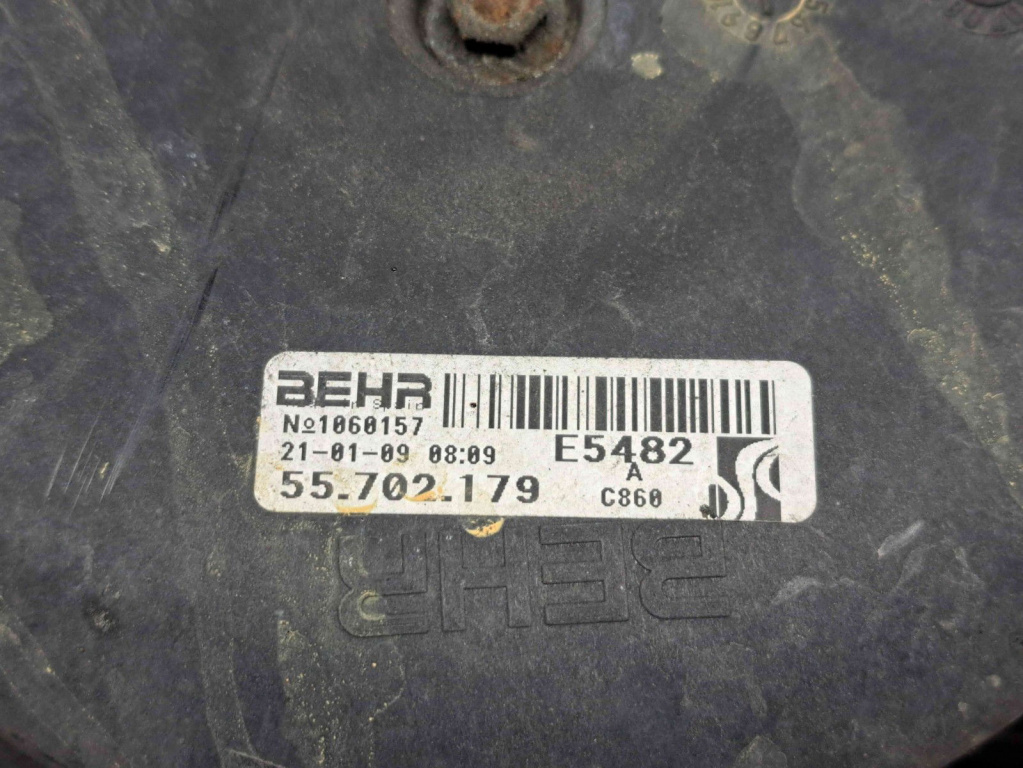 BEHR
Nº1060157
21-01-09 08:09
55.702.179
E5482
A
C860
BEHR